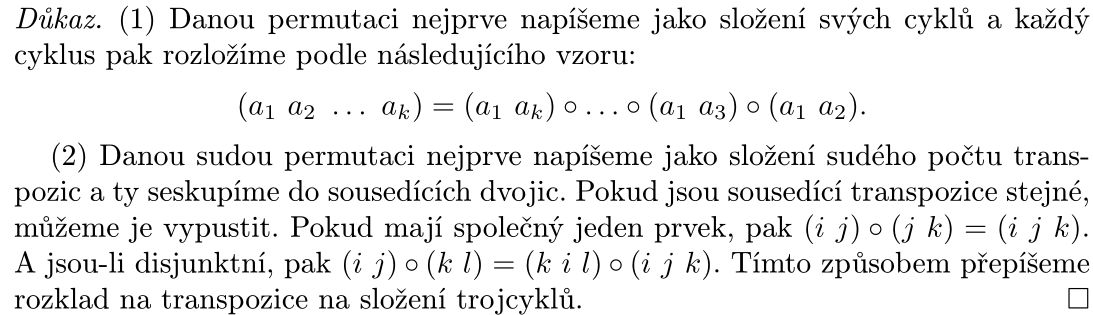 Důkaz. (1) Danou permutaci nejprve napíšeme jako složení svých cyklů a každý
cyklus pak rozložíme podle následujícího vzoru:
(a₁ a₂ … aₖ) = (a₁ aₖ) ∘ … ∘ (a₁ a₃) ∘ (a₁ a₂).
(2) Danou sudou permutaci nejprve napíšeme jako složení sudého počtu trans-
pozic a ty seskupíme do sousedících dvojic. Pokud jsou sousedící transpozice stejné,
můžeme je vypustit. Pokud mají společný jeden prvek, pak (i j) ∘ (j k) = (i j k).
A jsou-li disjunktní, pak (i j) ∘ (k l) = (k i l) ∘ (i j k). Tímto způsobem přepíšeme
rozklad na transpozice na složení trojcyklů. □